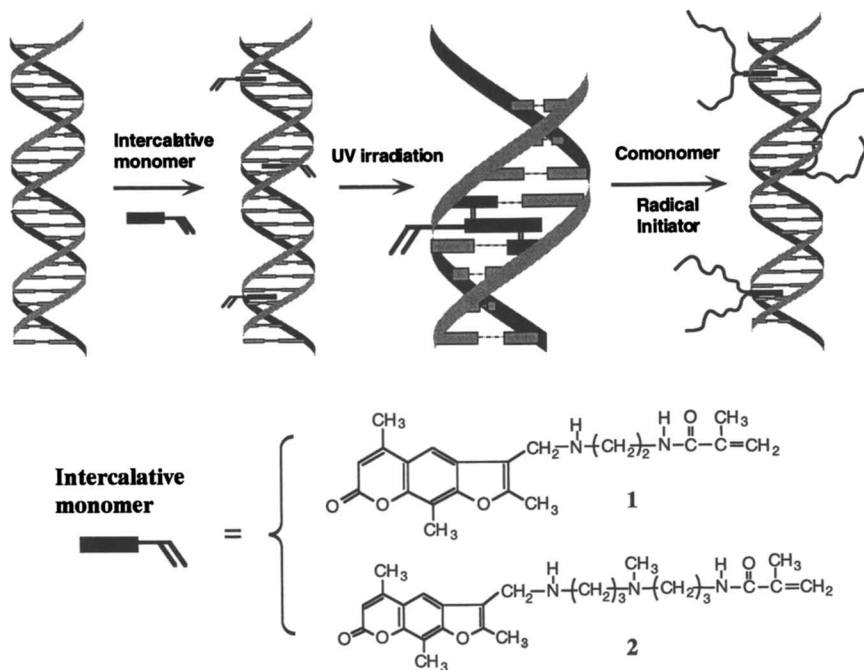 Intercalative
monomer
UV irradiation
Comonomer
Radical
Initiator
Intercalative
monomer
=
CH3
O
O
CH3
O
CH3
CH2
H
N
(CH2)2
H
N
O
C
CH3
CH2
1
CH3
O
O
CH3
O
CH3
CH2
H
N
(CH2)3
CH3
N
(CH2)3
H
N
O
C
CH3
CH2
2